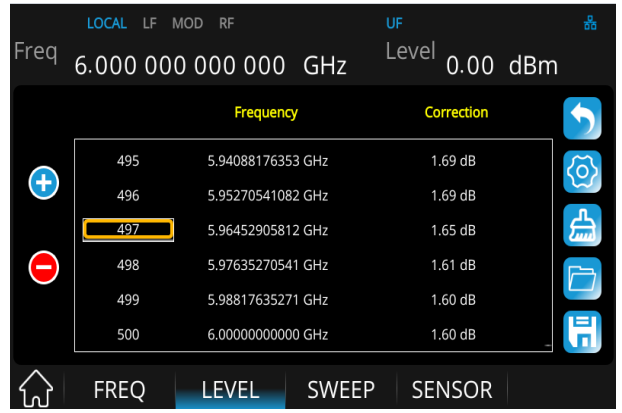 LOCAL LF MOD RF UF
Freq 6.000 000 000 000 GHz Level 0.00 dBm
Frequency Correction
495 5.94088176353 GHz 1.69 dB
496 5.95270541082 GHz 1.69 dB
497 5.96452905812 GHz 1.65 dB
498 5.97635270541 GHz 1.61 dB
499 5.98817635271 GHz 1.60 dB
500 6.00000000000 GHz 1.60 dB
FREQ LEVEL SWEEP SENSOR